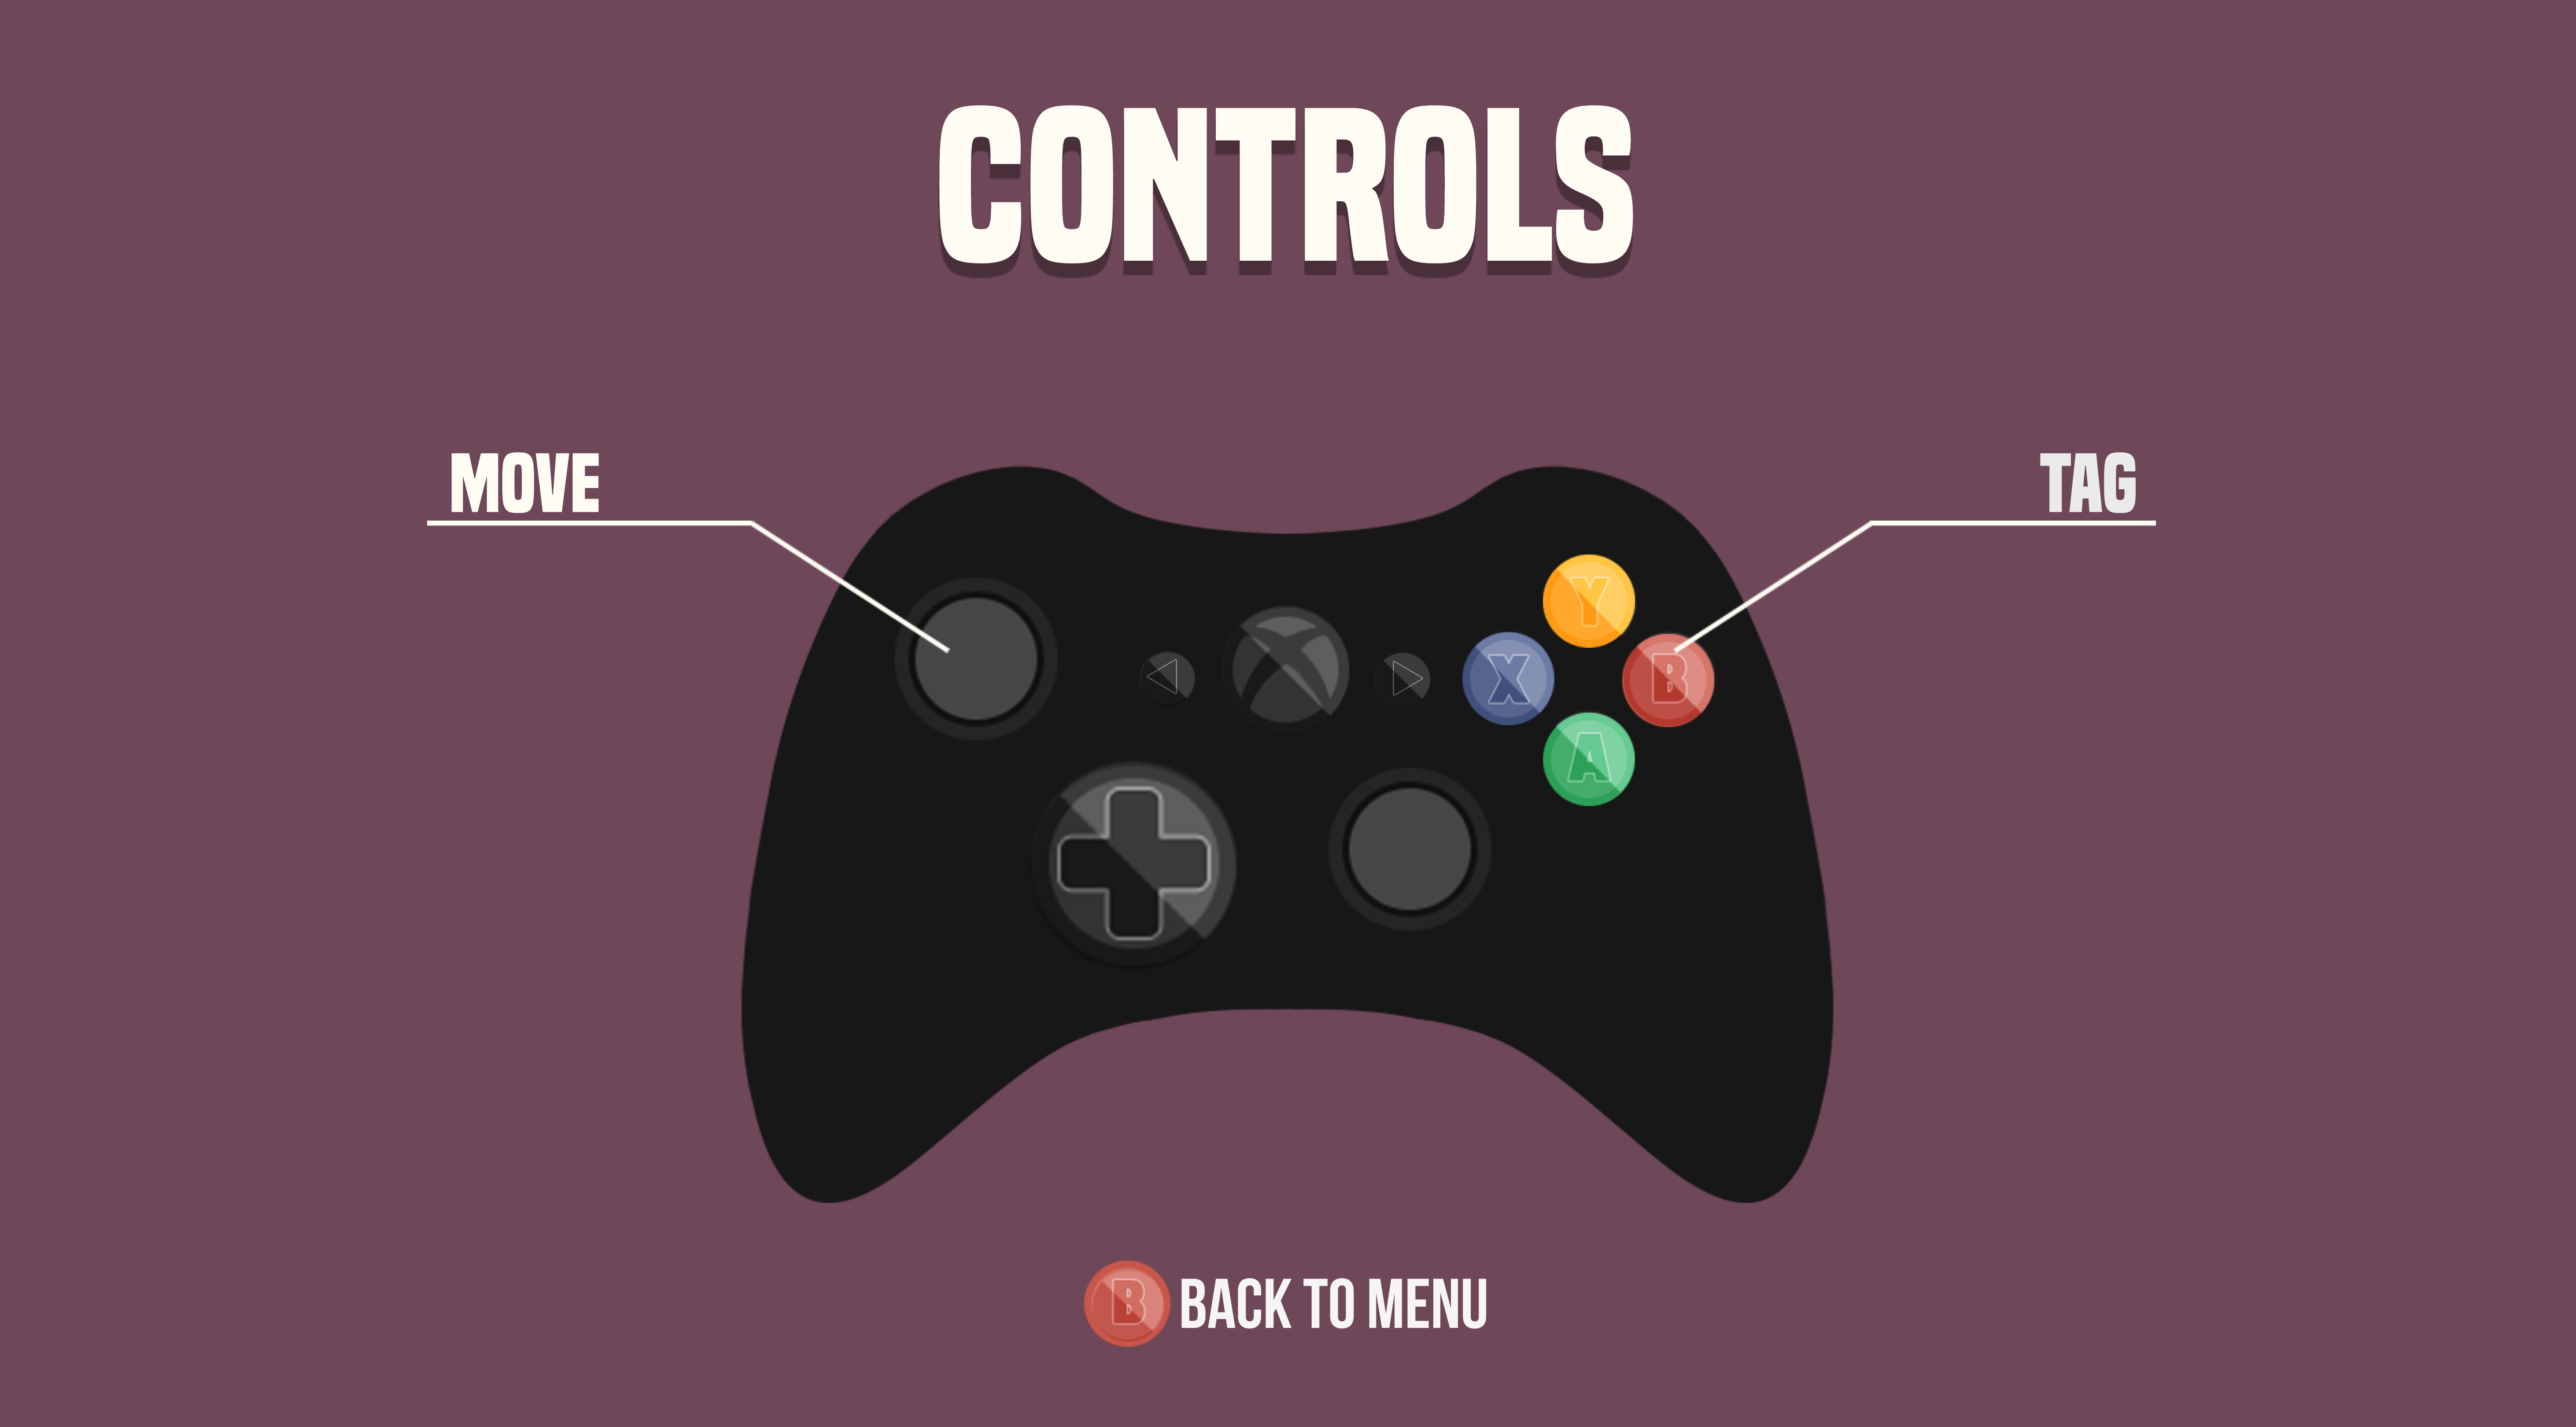 CONTROLS
MOVE
TAG
Y
X
B
A
B BACK TO MENU